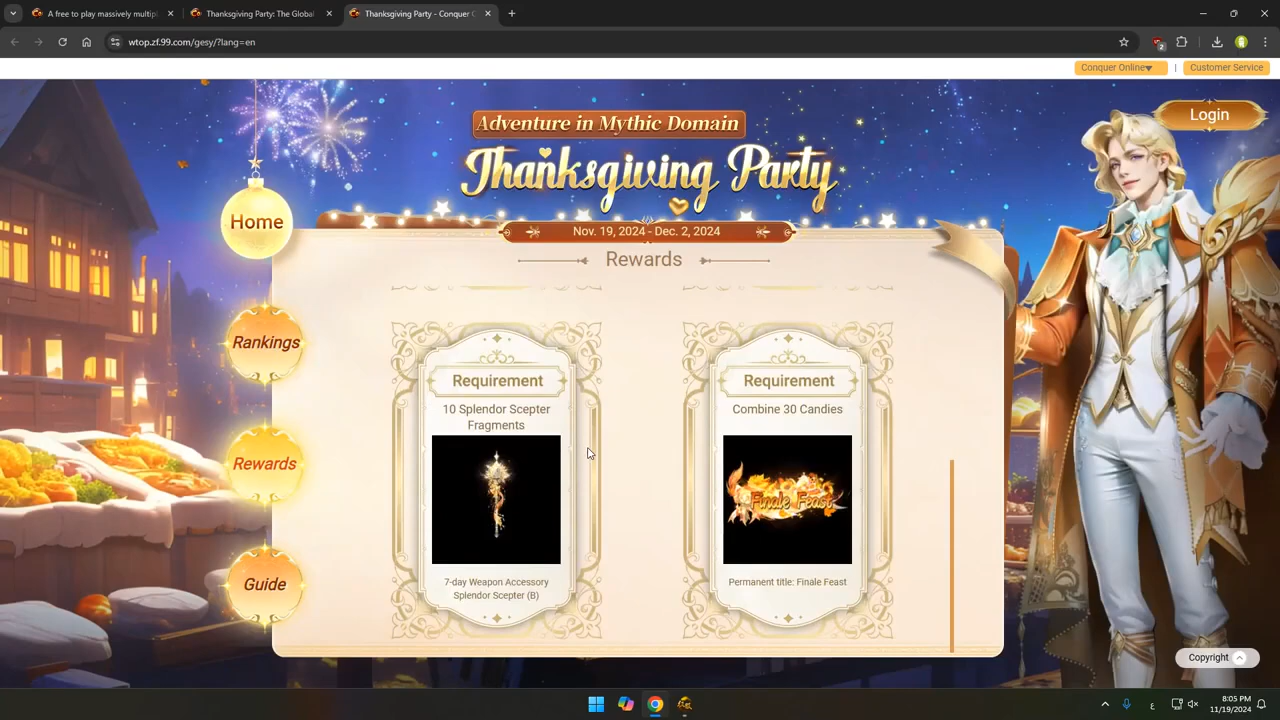 A free to play massively multipl
Thanksgiving Party: The Global
Thanksgiving Party - Conquer C
wtop.zf.99.com/gesy/?lang=en
2
Conquer Online▼ | Customer Service
Login
Adventure in Mythic Domain
Thanksgiving Party
Nov. 19, 2024 - Dec. 2, 2024
Home
Rankings
Rewards
Guide
Rewards
Requirement
10 Splendor Scepter
Fragments
7-day Weapon Accessory
Splendor Scepter (B)
Requirement
Combine 30 Candies
Finale Feast
Permanent title: Finale Feast
Copyright
ع
8:05 PM
11/19/2024